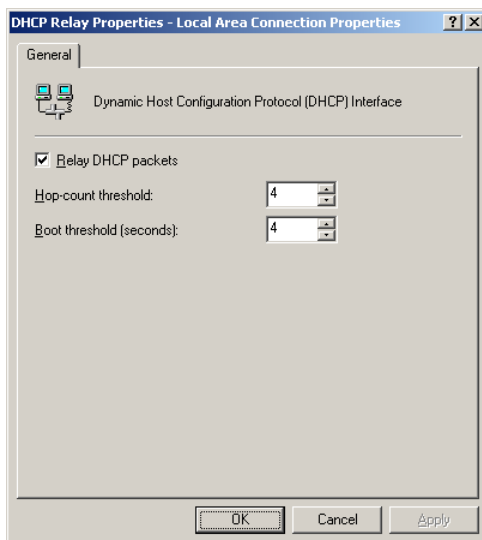 DHCP Relay Properties - Local Area Connection Properties
General
Dynamic Host Configuration Protocol (DHCP) Interface
Relay DHCP packets
Hop-count threshold: 4
Boot threshold (seconds): 4
OK Cancel Apply